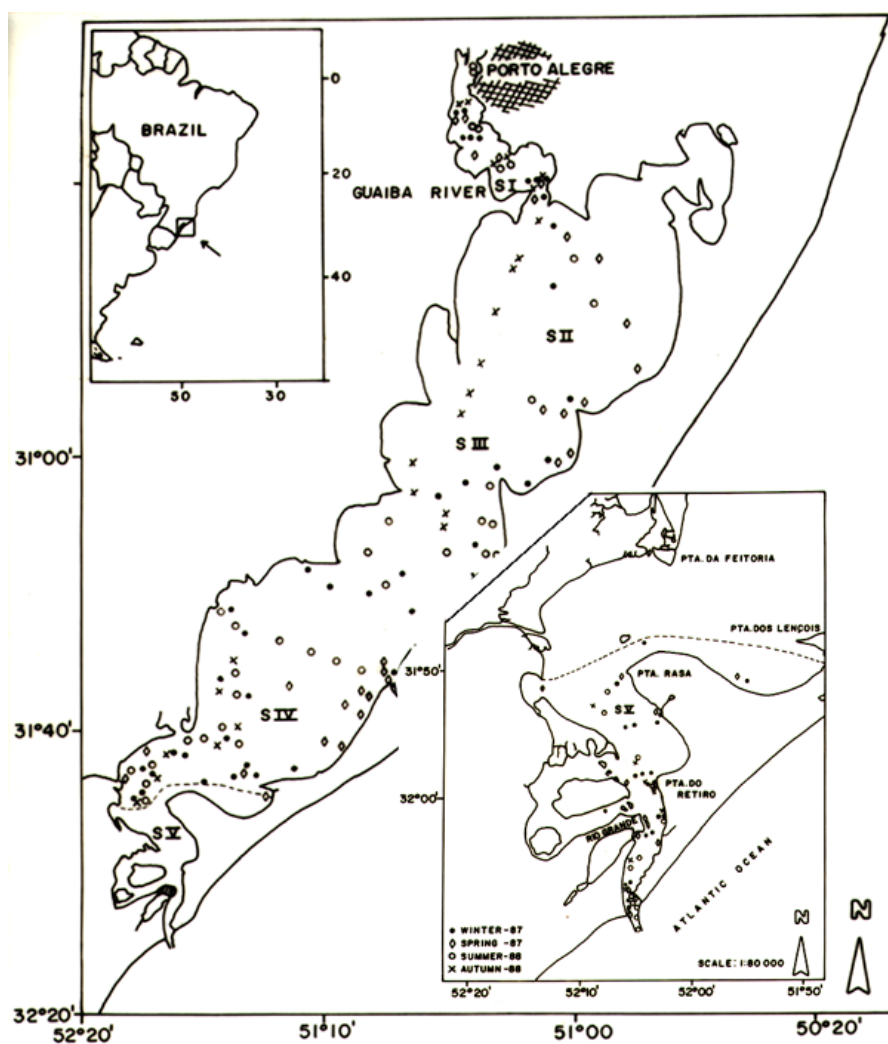 BRAZIL
0
20
40
50
30
PORTO ALEGRE
GUAIBA RIVER
S I
S II
S III
S IV
S V
31°00'
31°40'
32°20'
52°20'
51°10'
51°00
50°20'
PTA. DA FEITORIA
PTA. DOS LENÇOIS
PTA. RASA
S V
PTA. DO
RETIRO
RIO GRANDE
ATLANTIC OCEAN
31°50'
32°00'
WINTER-87
SPRING-87
SUMMER-88
AUTUMN-88
N
SCALE: 1:80 000
52°20'
52°10'
52°00'
51°50'
N